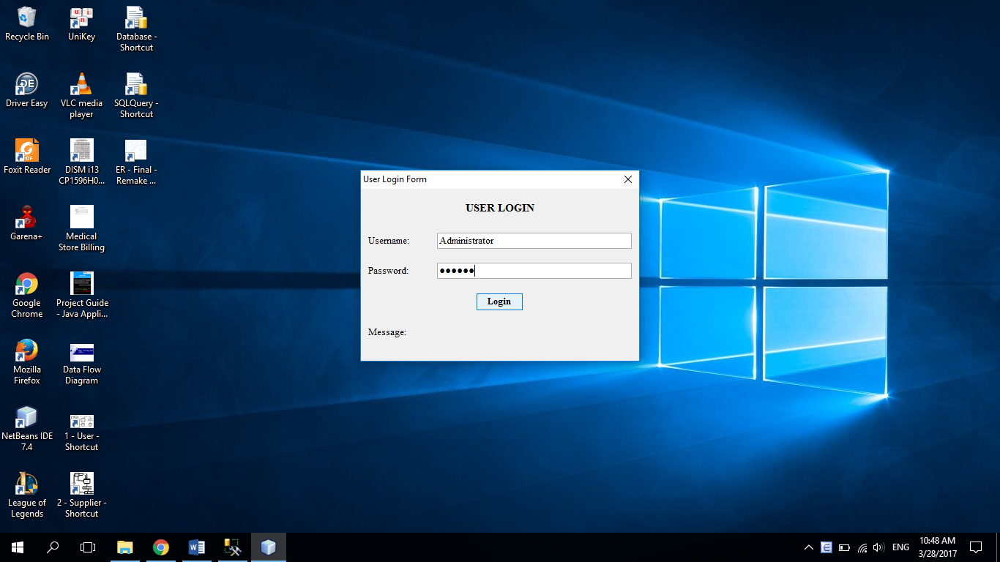 Recycle Bin
UniKey
Database -
Shortcut
Driver Easy
VLC media
player
SQLQuery -
Shortcut
Foxit Reader
DISM i13
CP1596H0...
ER - Final -
Remake ...
Garena+
Medical
Store Billing
Google
Chrome
Project Guide
- Java Appli...
Mozilla
Firefox
Data Flow
Diagram
NetBeans IDE
7.4
1 - User -
Shortcut
League of
Legends
2 - Supplier -
Shortcut
User Login Form
USER LOGIN
Username:
Administrator
Password:
●●●●●●
Login
Message:
ENG
10:48 AM
3/28/2017